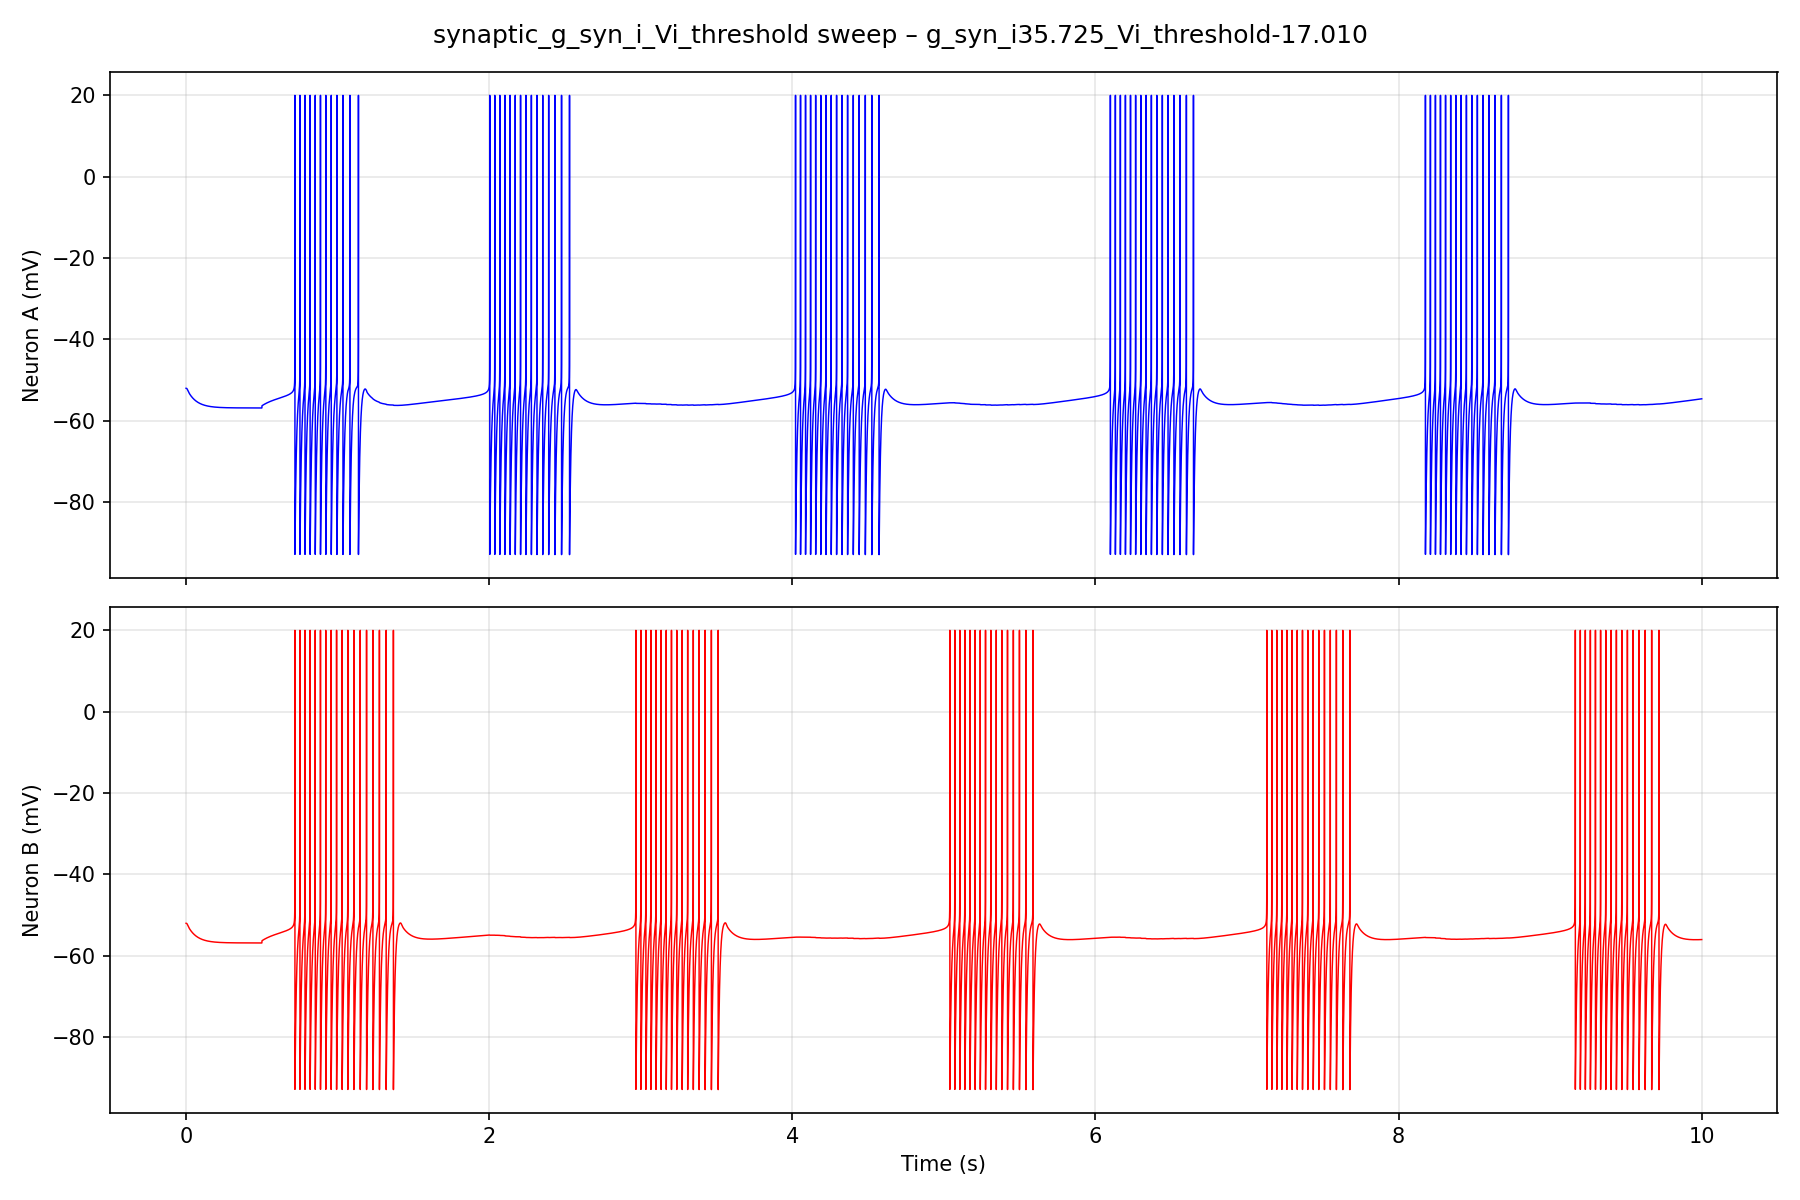 synaptic_g_syn_i_Vi_threshold sweep – g_syn_i35.725_Vi_threshold-17.010
20
0
−20
−40
−60
−80
Neuron A (mV)
20
0
−20
−40
−60
−80
Neuron B (mV)
0 2 4 6 8 10
Time (s)